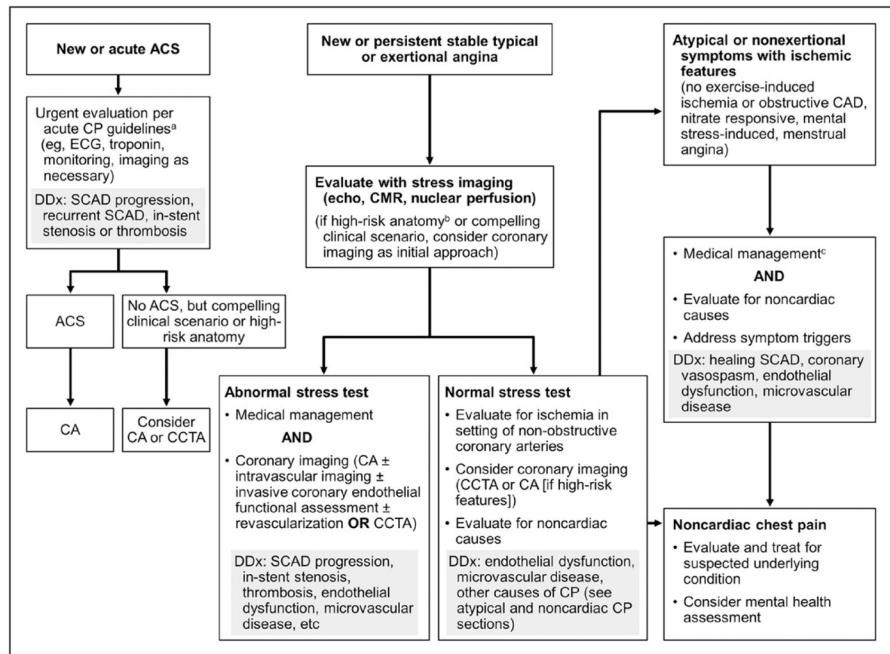 New or acute ACS
Urgent evaluation per
acute CP guidelinesᵃ
(eg, ECG, troponin,
monitoring, imaging as
necessary)
DDx: SCAD progression,
recurrent SCAD, in-stent
stenosis or thrombosis
ACS
No ACS, but compelling
clinical scenario or high-
risk anatomy
CA
Consider
CA or CCTA
New or persistent stable typical
or exertional angina
Evaluate with stress imaging
(echo, CMR, nuclear perfusion)
(if high-risk anatomyᵇ or compelling
clinical scenario, consider coronary
imaging as initial approach)
Abnormal stress test
• Medical management
AND
• Coronary imaging (CA ±
intravascular imaging ±
invasive coronary endothelial
functional assessment ±
revascularization OR CCTA)
DDx: SCAD progression,
in-stent stenosis,
thrombosis, endothelial
dysfunction, microvascular
disease, etc
Normal stress test
• Evaluate for ischemia in
setting of non-obstructive
coronary arteries
• Consider coronary imaging
(CCTA or CA [if high-risk
features])
• Evaluate for noncardiac
causes
DDx: endothelial dysfunction,
microvascular disease,
other causes of CP (see
atypical and noncardiac CP
sections)
Atypical or nonexertional
symptoms with ischemic
features
(no exercise-induced
ischemia or obstructive CAD,
nitrate responsive, mental
stress-induced, menstrual
angina)
• Medical managementᶜ
AND
• Evaluate for noncardiac
causes
• Address symptom triggers
DDx: healing SCAD, coronary
vasospasm, endothelial
dysfunction, microvascular
disease
Noncardiac chest pain
• Evaluate and treat for
suspected underlying
condition
• Consider mental health
assessment